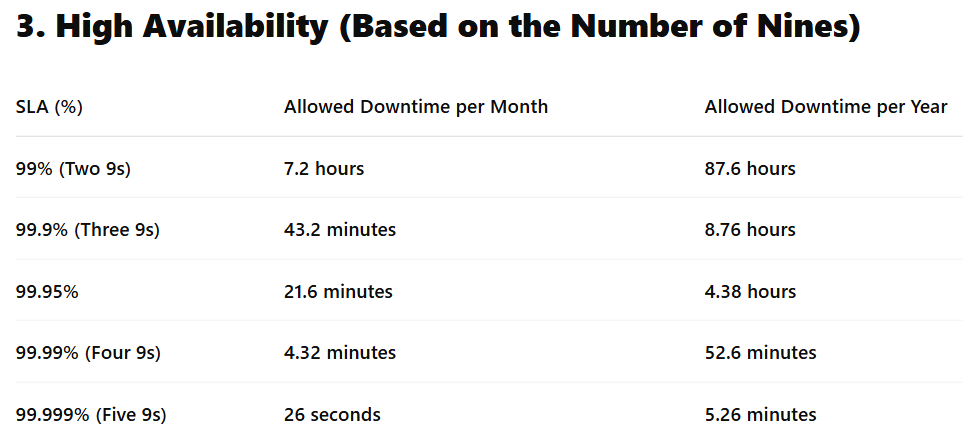 3. High Availability (Based on the Number of Nines)
SLA (%) Allowed Downtime per Month Allowed Downtime per Year
99% (Two 9s) 7.2 hours 87.6 hours
99.9% (Three 9s) 43.2 minutes 8.76 hours
99.95% 21.6 minutes 4.38 hours
99.99% (Four 9s) 4.32 minutes 52.6 minutes
99.999% (Five 9s) 26 seconds 5.26 minutes